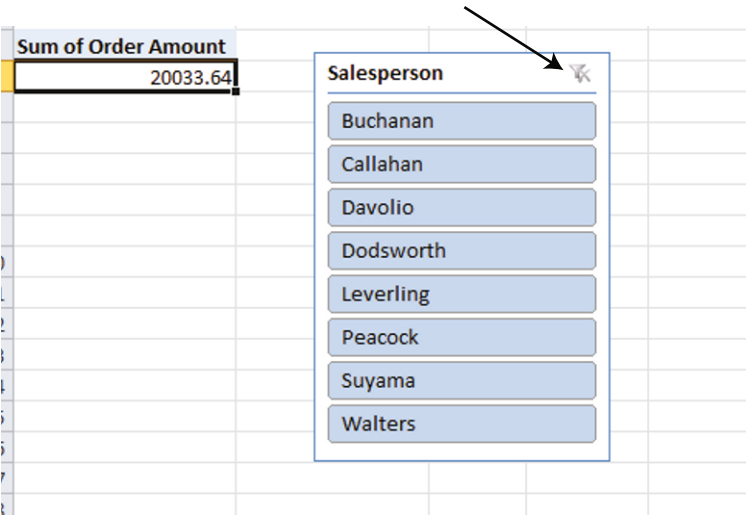 Sum of Order Amount
20033.64
Salesperson
Buchanan
Callahan
Davolio
Dodsworth
Leverling
Peacock
Suyama
Walters